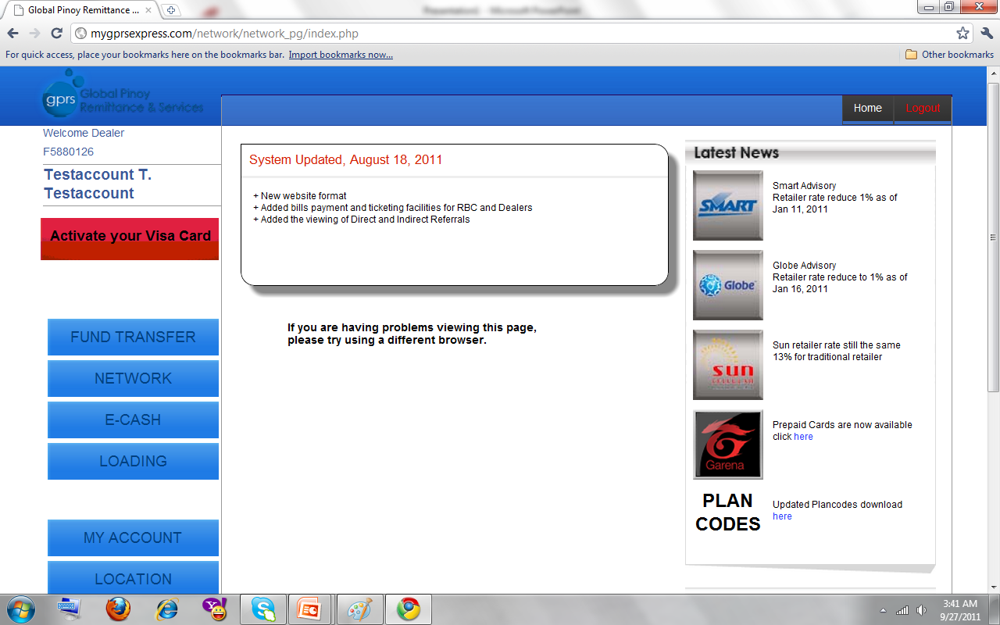 Global Pinoy Remittance ...
Presentation1 - Microsoft PowerPoint
mygprsexpress.com/network/network_pg/index.php
For quick access, place your bookmarks here on the bookmarks bar. Import bookmarks now...
Other bookmarks
gprs Global Pinoy
Remittance & Services
Home Logout
Welcome Dealer
F5880126
Testaccount T.
Testaccount
Activate your Visa Card
FUND TRANSFER
NETWORK
E-CASH
LOADING
MY ACCOUNT
LOCATION
System Updated, August 18, 2011
+ New website format
+ Added bills payment and ticketing facilities for RBC and Dealers
+ Added the viewing of Direct and Indirect Referrals
If you are having problems viewing this page,
please try using a different browser.
Latest News
SMART
Smart Advisory
Retailer rate reduce 1% as of
Jan 11, 2011
Globe
Globe Advisory
Retailer rate reduce to 1% as of
Jan 16, 2011
sun
CELLULAR
Sun retailer rate still the same
13% for traditional retailer
Garena
Prepaid Cards are now available
click here
PLAN
CODES
Updated Plancodes download
here
3:41 AM
9/27/2011